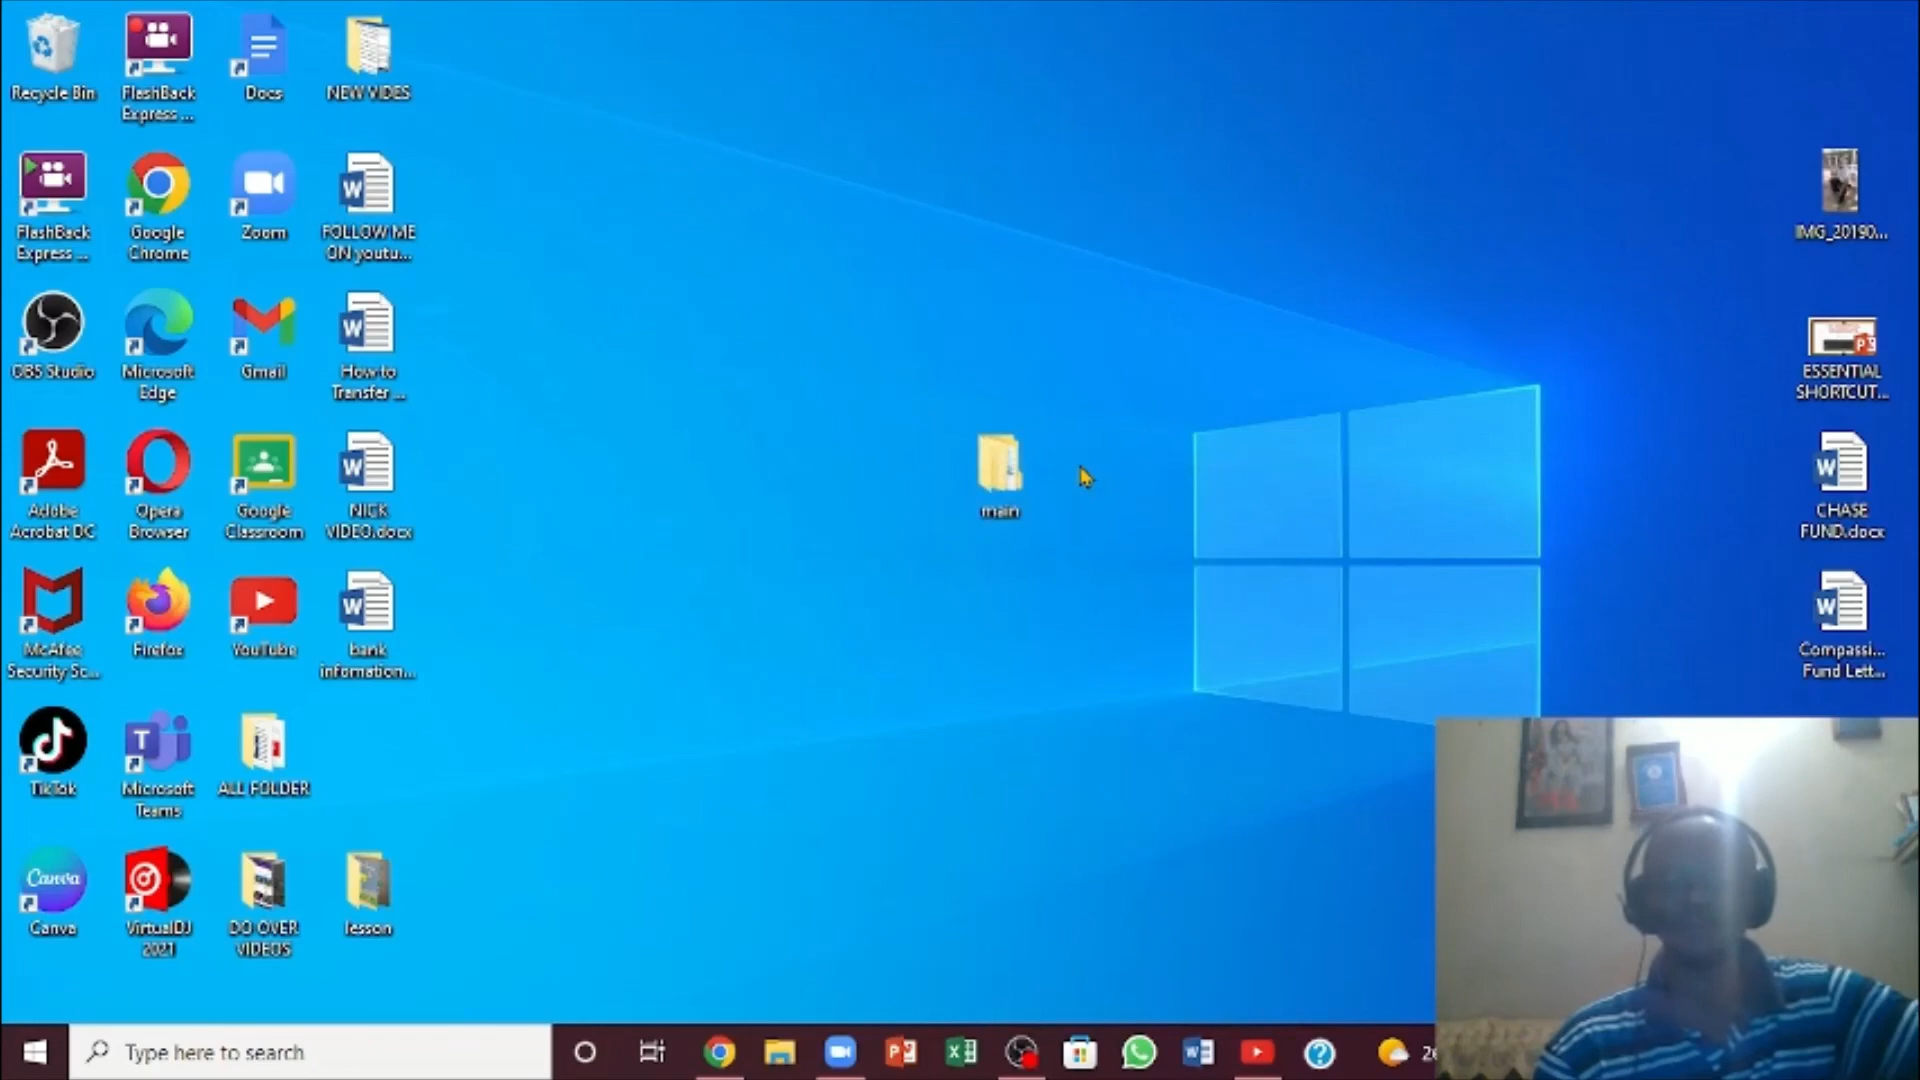 Recycle Bin
FlashBack
Express ...
Docs
NEW VIDES
FlashBack
Express ...
Google
Chrome
Zoom
FOLLOW ME
ON youtu...
IMG_20190...
OBS Studio
Microsoft
Edge
Gmail
How to
Transfer ...
ESSENTIAL
SHORTCUT...
Adobe
Acrobat DC
Opera
Browser
Google
Classroom
NICK
VIDEO.docx
main
CHASE
FUND.docx
McAfee
Security Sc...
Firefox
YouTube
bank
infomation...
Compassi...
Fund Lett...
TikTok
Microsoft
Teams
ALL FOLDER
Canva
Canva
VirtualDJ
2021
DO OVER
VIDEOS
lesson
Type here to search